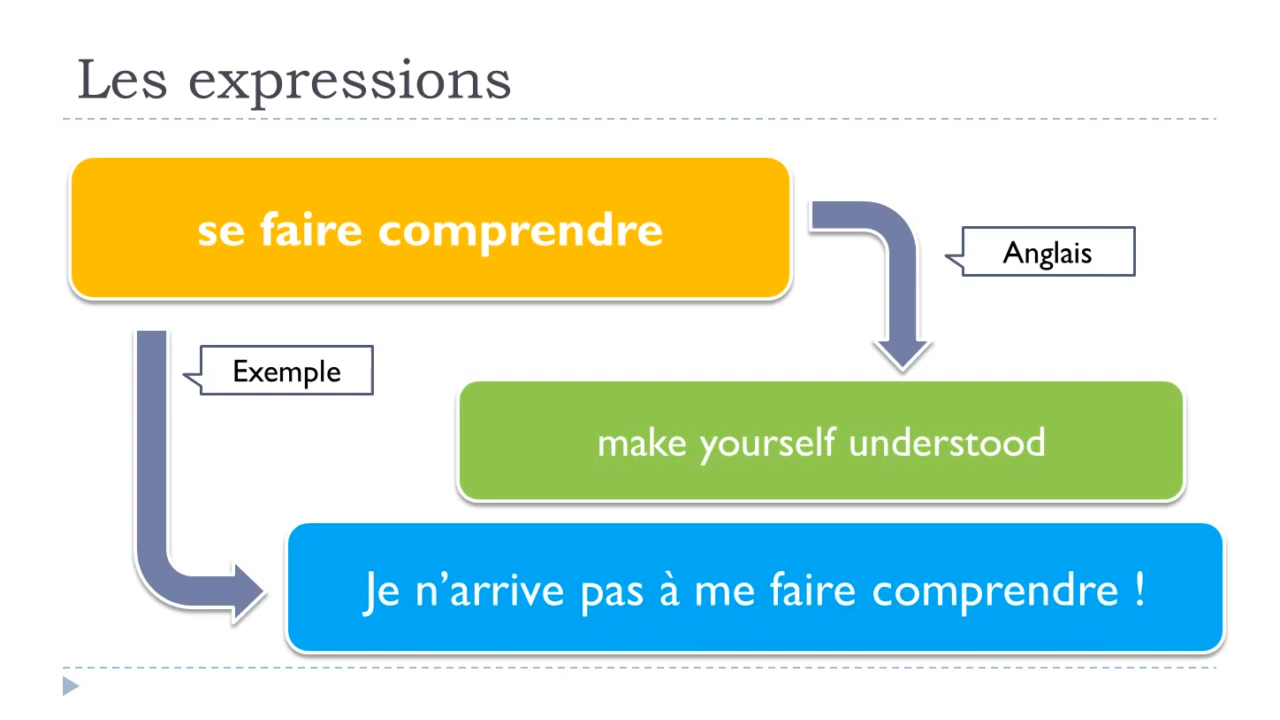 Les expressions
se faire comprendre
Anglais
Exemple
make yourself understood
Je n’arrive pas à me faire comprendre !